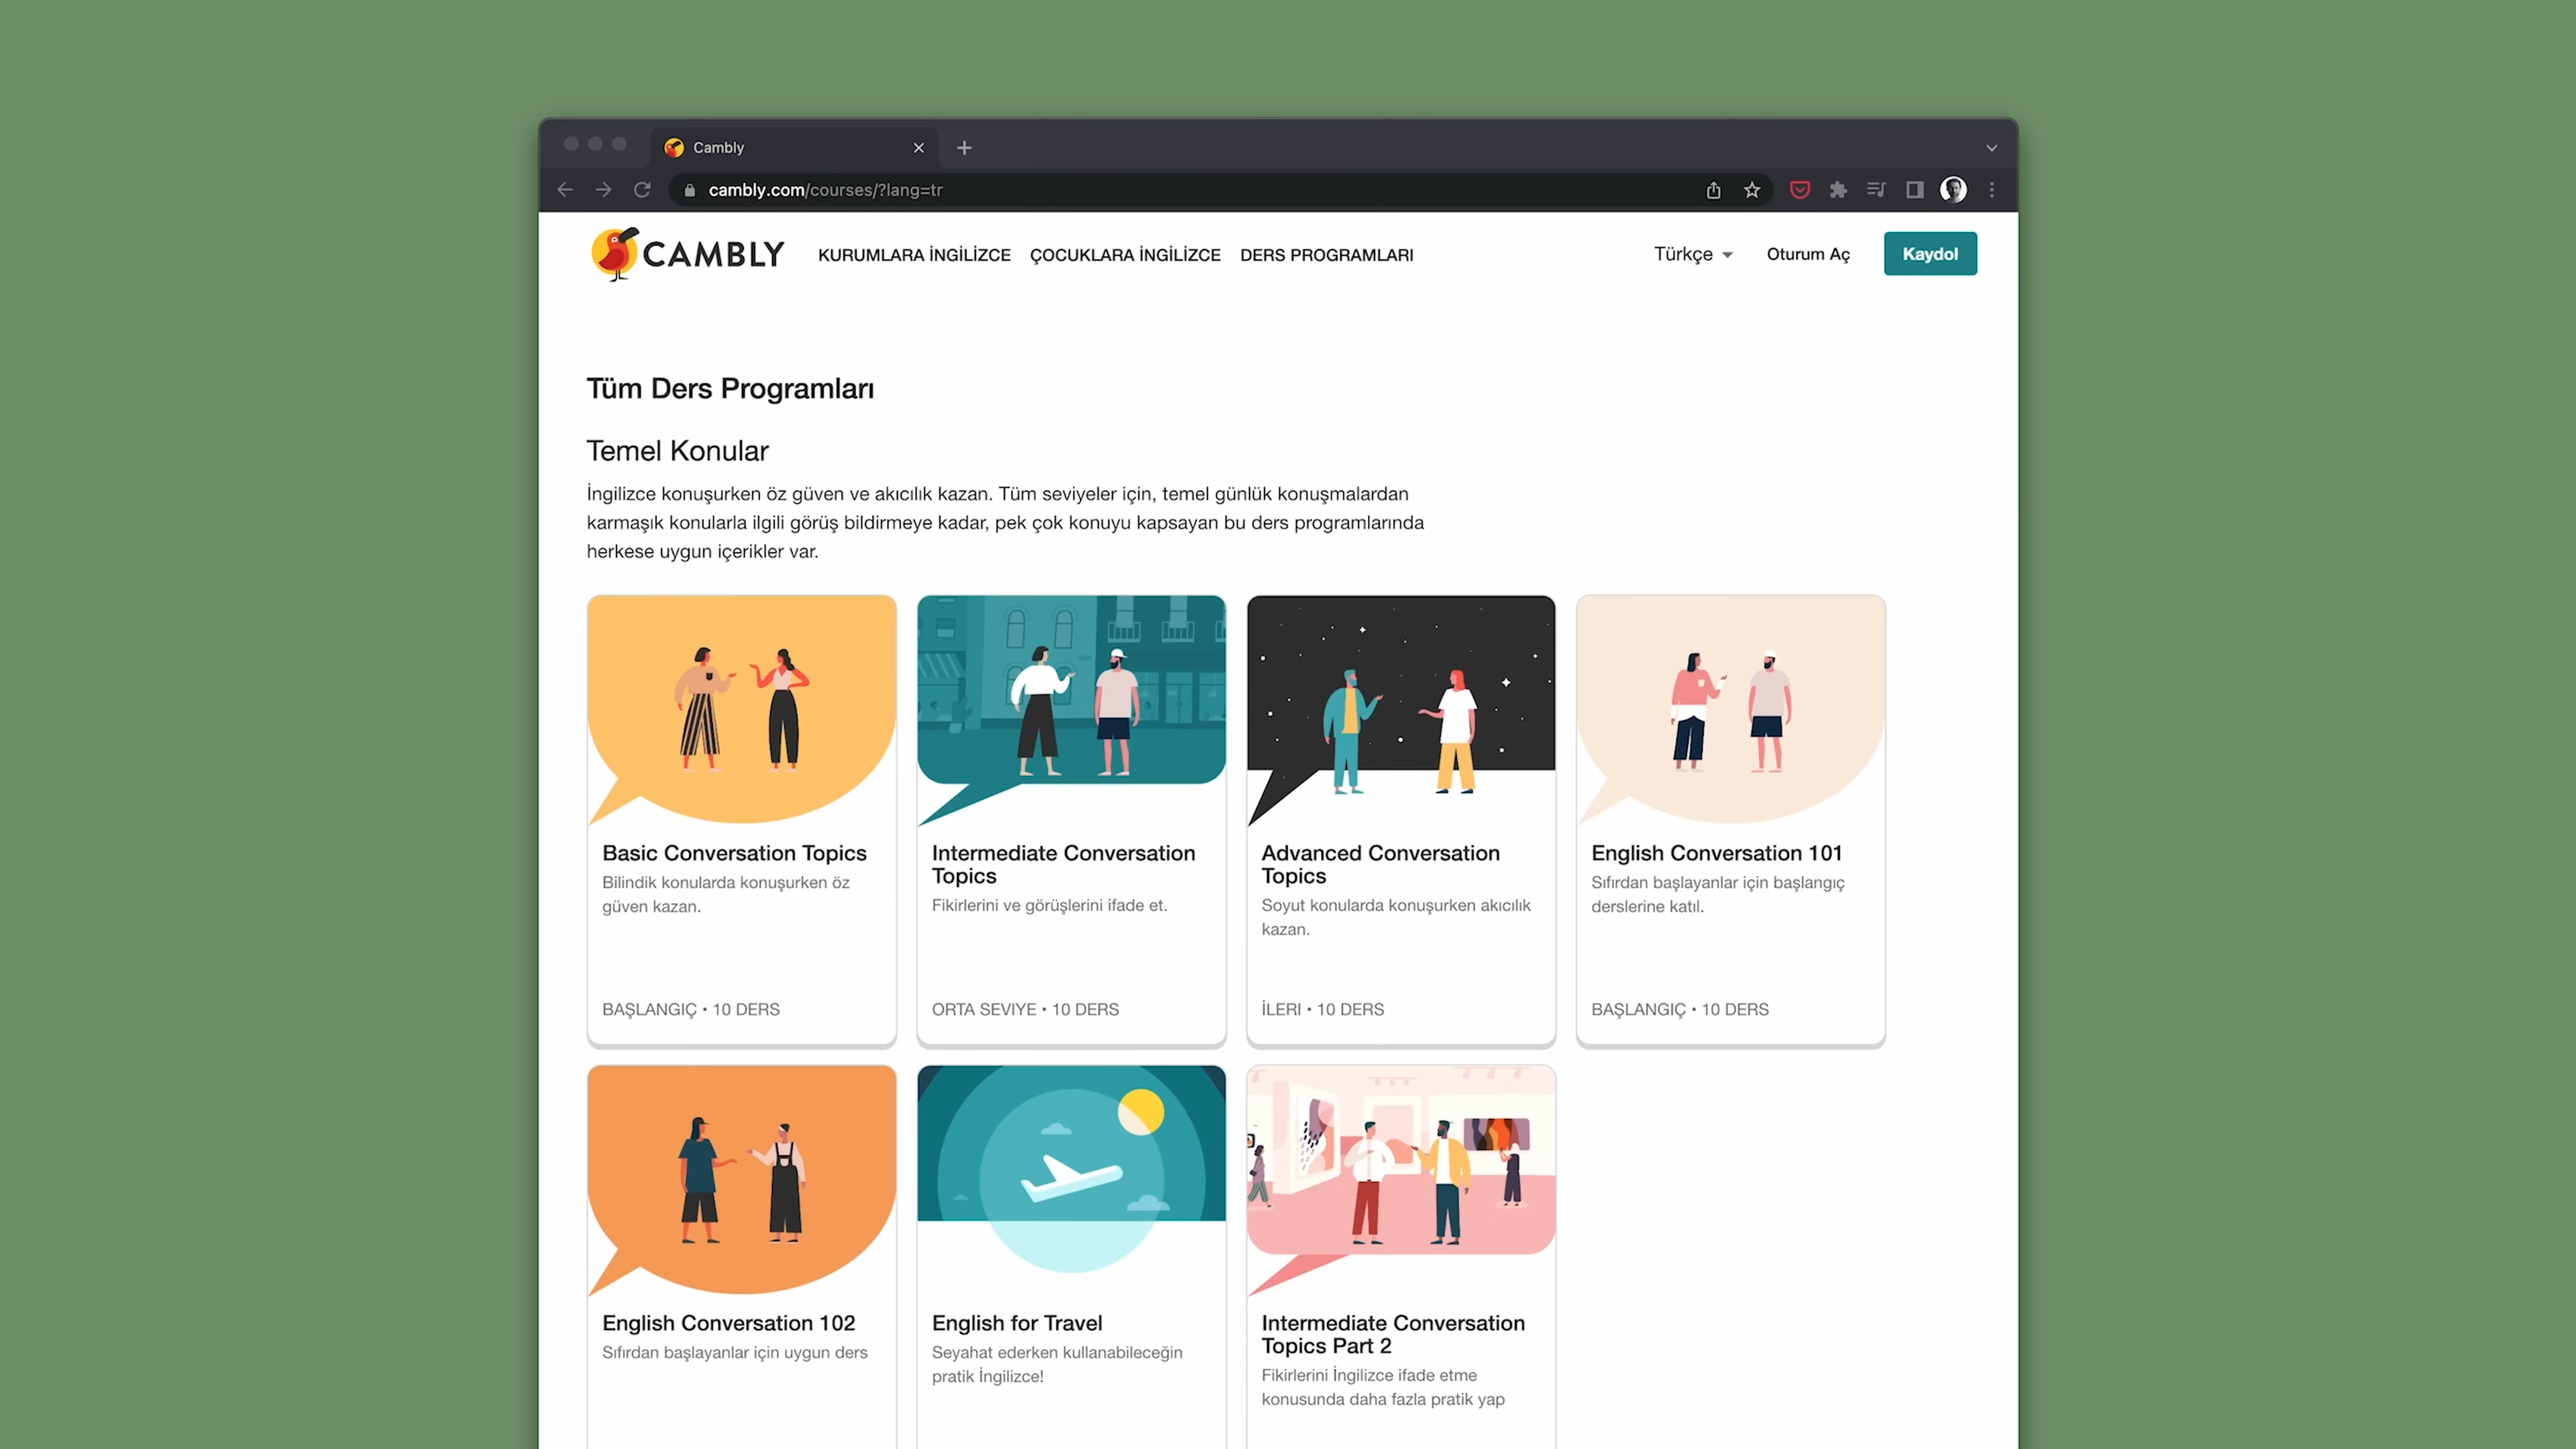 Cambly
cambly.com/courses/?lang=tr
CAMBLY
KURUMLARA İNGİLİZCE
ÇOCUKLARA İNGİLİZCE
DERS PROGRAMLARI
Türkçe
Oturum Aç
Kaydol
Tüm Ders Programları
Temel Konular
İngilizce konuşurken öz güven ve akıcılık kazan. Tüm seviyeler için, temel günlük konuşmalardan
karmaşık konularla ilgili görüş bildirmeye kadar, pek çok konuyu kapsayan bu ders programlarında
herkese uygun içerikler var.
Basic Conversation Topics
Bilindik konularda konuşurken öz
güven kazan.
BAŞLANGIÇ • 10 DERS
Intermediate Conversation
Topics
Fikirlerini ve görüşlerini ifade et.
ORTA SEVIYE • 10 DERS
Advanced Conversation
Topics
Soyut konularda konuşurken akıcılık
kazan.
İLERI • 10 DERS
English Conversation 101
Sıfırdan başlayanlar için başlangıç
derslerine katıl.
BAŞLANGIÇ • 10 DERS
English Conversation 102
Sıfırdan başlayanlar için uygun ders
English for Travel
Seyahat ederken kullanabileceğin
pratik İngilizce!
Intermediate Conversation
Topics Part 2
Fikirlerini İngilizce ifade etme
konusunda daha fazla pratik yap